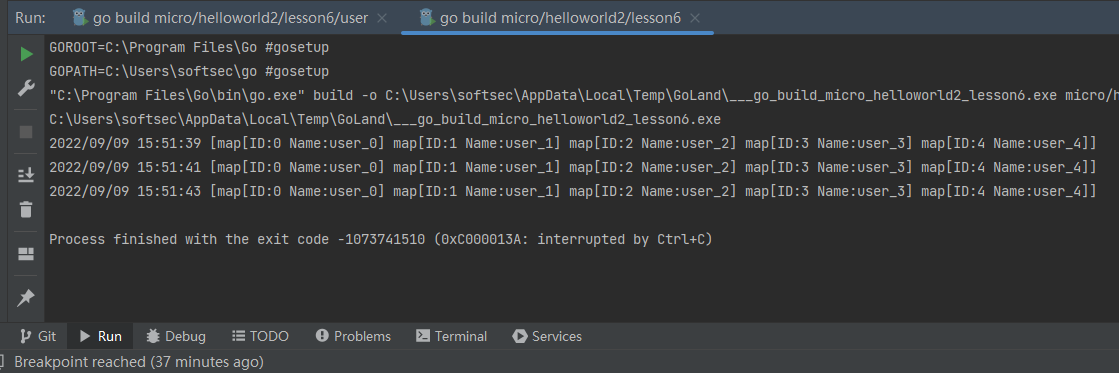 Run: go build micro/helloworld2/lesson6/user go build micro/helloworld2/lesson6
GOROOT=C:\Program Files\Go #gosetup
GOPATH=C:\Users\softsec\go #gosetup
"C:\Program Files\Go\bin\go.exe" build -o C:\Users\softsec\AppData\Local\Temp\GoLand\___go_build_micro_helloworld2_lesson6.exe micro/h
C:\Users\softsec\AppData\Local\Temp\GoLand\___go_build_micro_helloworld2_lesson6.exe
2022/09/09 15:51:39 [map[ID:0 Name:user_0] map[ID:1 Name:user_1] map[ID:2 Name:user_2] map[ID:3 Name:user_3] map[ID:4 Name:user_4]]
2022/09/09 15:51:41 [map[ID:0 Name:user_0] map[ID:1 Name:user_1] map[ID:2 Name:user_2] map[ID:3 Name:user_3] map[ID:4 Name:user_4]]
2022/09/09 15:51:43 [map[ID:0 Name:user_0] map[ID:1 Name:user_1] map[ID:2 Name:user_2] map[ID:3 Name:user_3] map[ID:4 Name:user_4]]
Process finished with the exit code -1073741510 (0xC000013A: interrupted by Ctrl+C)
Git Run Debug TODO Problems Terminal Services
Breakpoint reached (37 minutes ago)